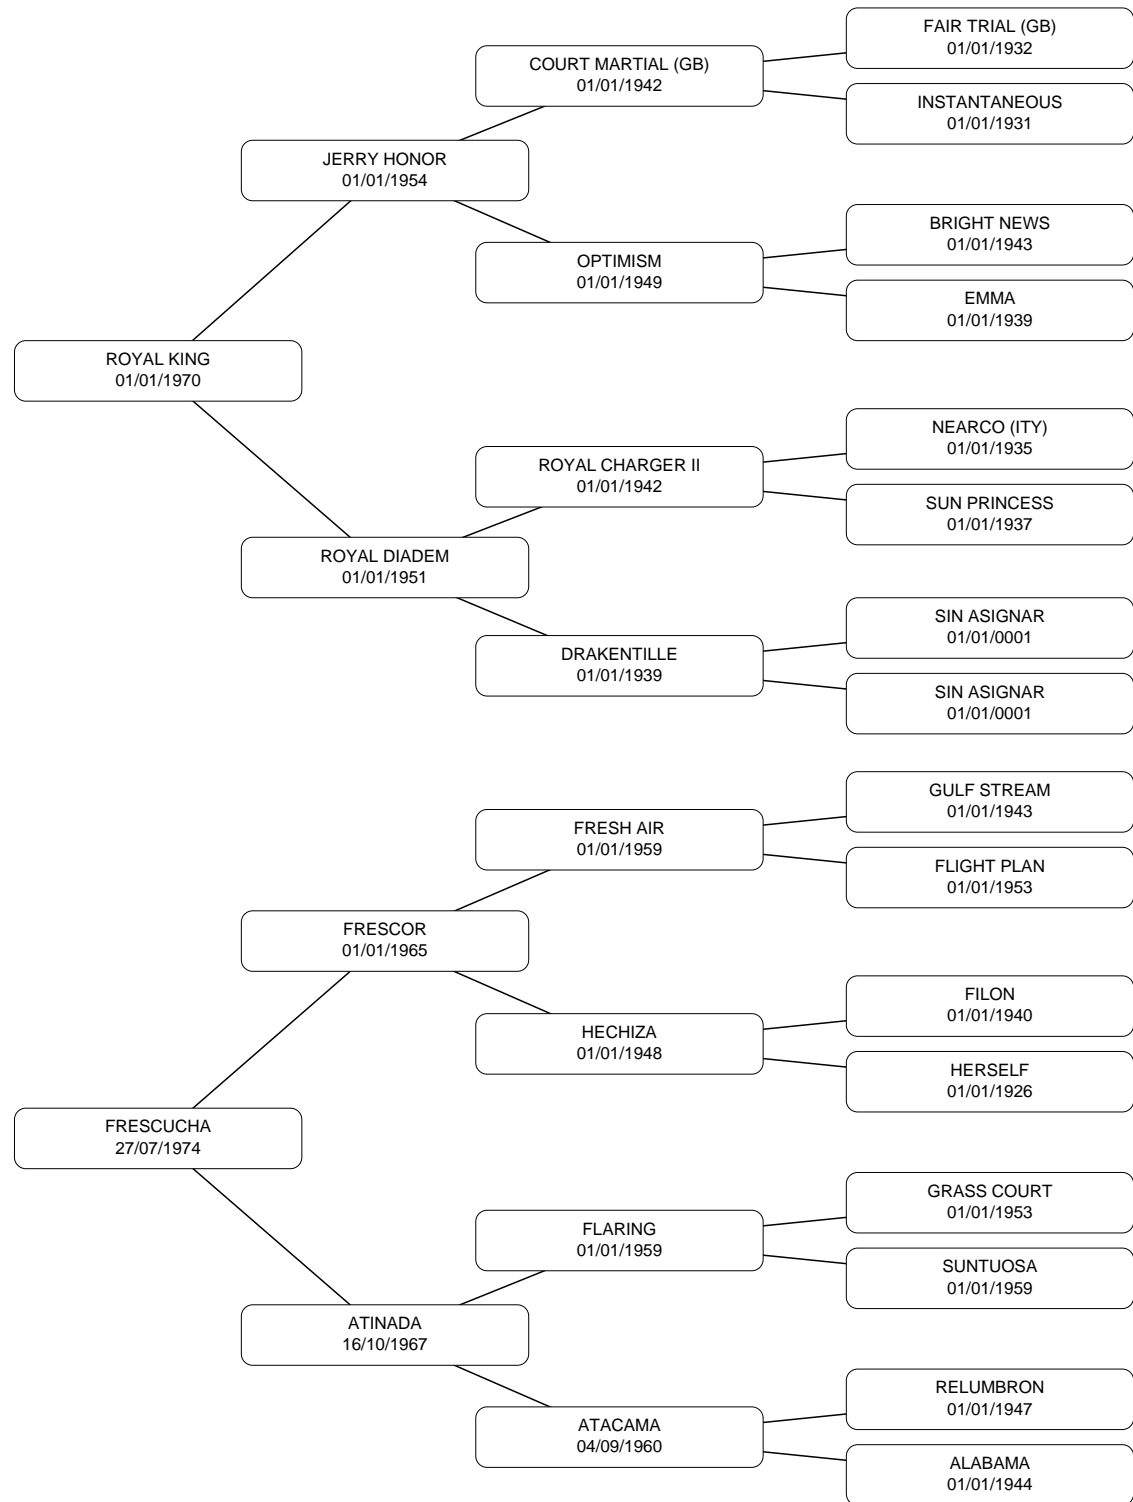 FAIR TRIAL (GB)
01/01/1932
COURT MARTIAL (GB)
01/01/1942
INSTANTANEOUS
01/01/1931
JERRY HONOR
01/01/1954
BRIGHT NEWS
01/01/1943
OPTIMISM
01/01/1949
EMMA
01/01/1939
ROYAL KING
01/01/1970
NEARCO (ITY)
01/01/1935
ROYAL CHARGER II
01/01/1942
SUN PRINCESS
01/01/1937
ROYAL DIADEM
01/01/1951
SIN ASIGNAR
01/01/0001
DRAKENTILLE
01/01/1939
SIN ASIGNAR
01/01/0001
GULF STREAM
01/01/1943
FRESH AIR
01/01/1959
FLIGHT PLAN
01/01/1953
FRESCOR
01/01/1965
FILON
01/01/1940
HECHIZA
01/01/1948
HERSELF
01/01/1926
FRESCUCHA
27/07/1974
GRASS COURT
01/01/1953
FLARING
01/01/1959
SUNTUOSA
01/01/1959
ATINADA
16/10/1967
RELUMBRON
01/01/1947
ATACAMA
04/09/1960
ALABAMA
01/01/1944